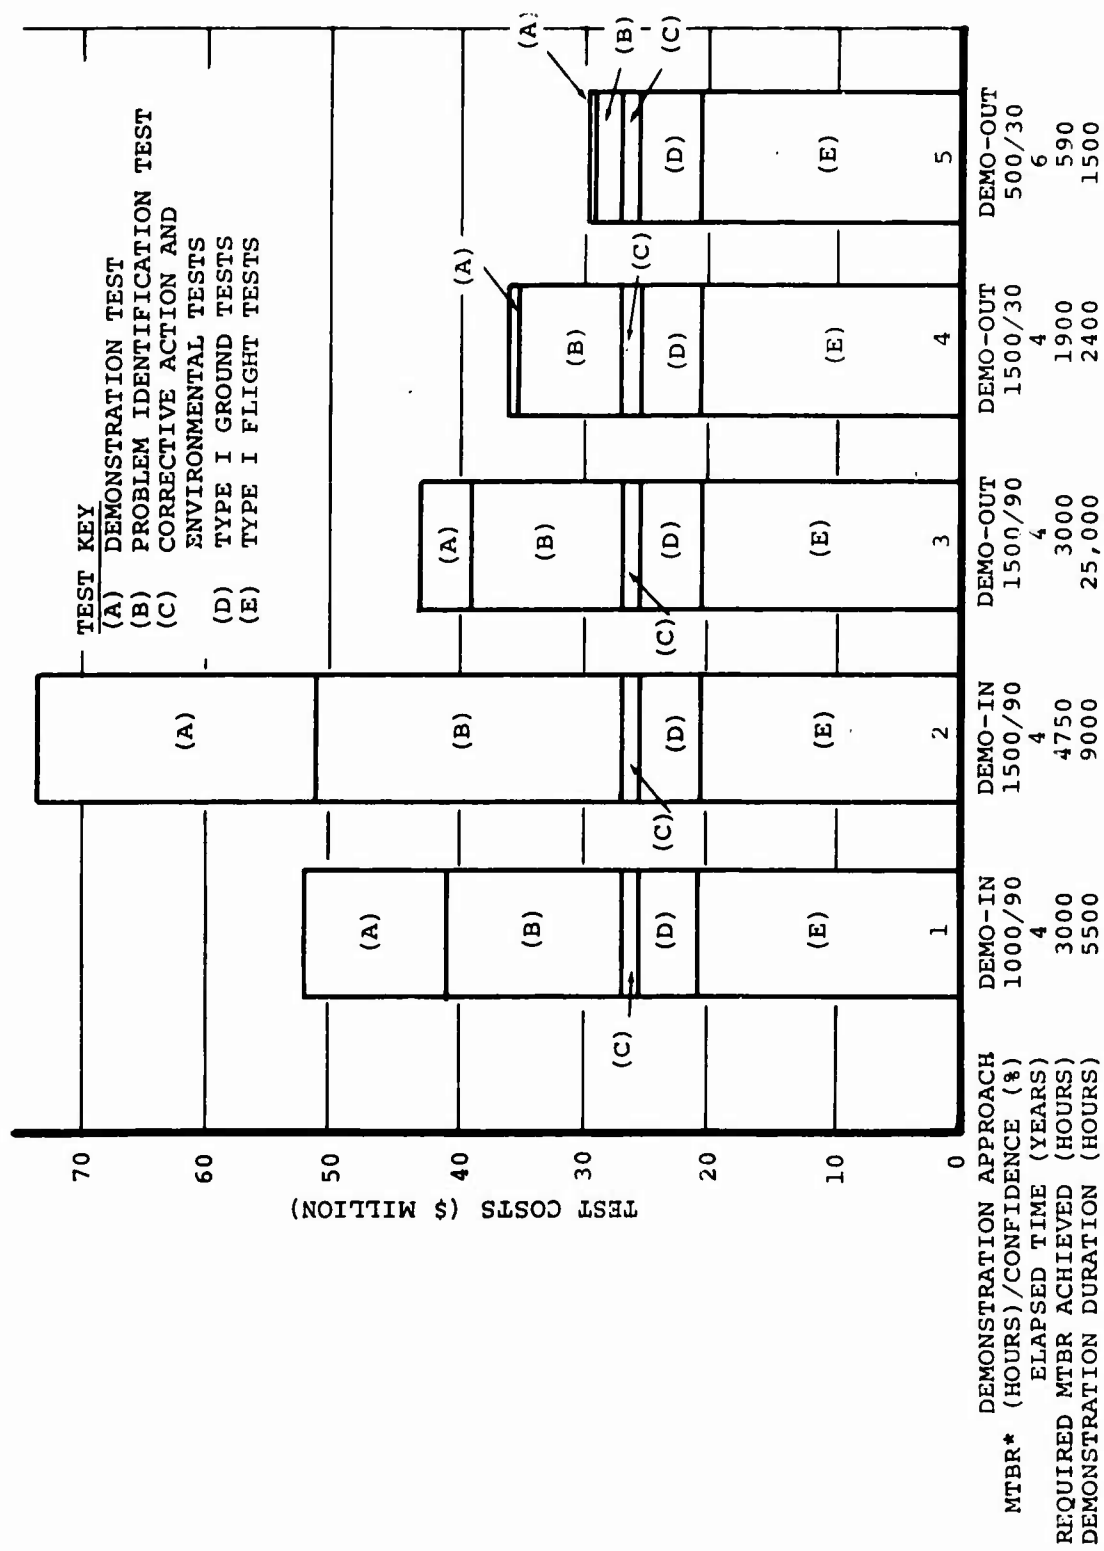 TEST KEY
(A) DEMONSTRATION TEST
(B) PROBLEM IDENTIFICATION TEST
(C) CORRECTIVE ACTION AND
ENVIRONMENTAL TESTS
(D) TYPE I GROUND TESTS
(E) TYPE I FLIGHT TESTS
TEST COSTS ($ MILLION)
70
60
50
40
30
20
10
0
(A)
(B)
(C)
(D)
(E)
1
(A)
(B)
(C)
(D)
(E)
2
(A)
(B)
(C)
(D)
(E)
3
(A)
(B)
(C)
(D)
(E)
4
(A)
(B)
(C)
(D)
(E)
5
DEMONSTRATION APPROACH DEMO-IN DEMO-IN DEMO-OUT DEMO-OUT DEMO-OUT
MTBR* (HOURS)/CONFIDENCE (%) 1000/90 1500/90 1500/90 1500/30 500/30
ELAPSED TIME (YEARS) 4 4 4 4 6
REQUIRED MTBR ACHIEVED (HOURS) 3000 4750 3000 1900 590
DEMONSTRATION DURATION (HOURS) 5500 9000 25,000 2400 1500